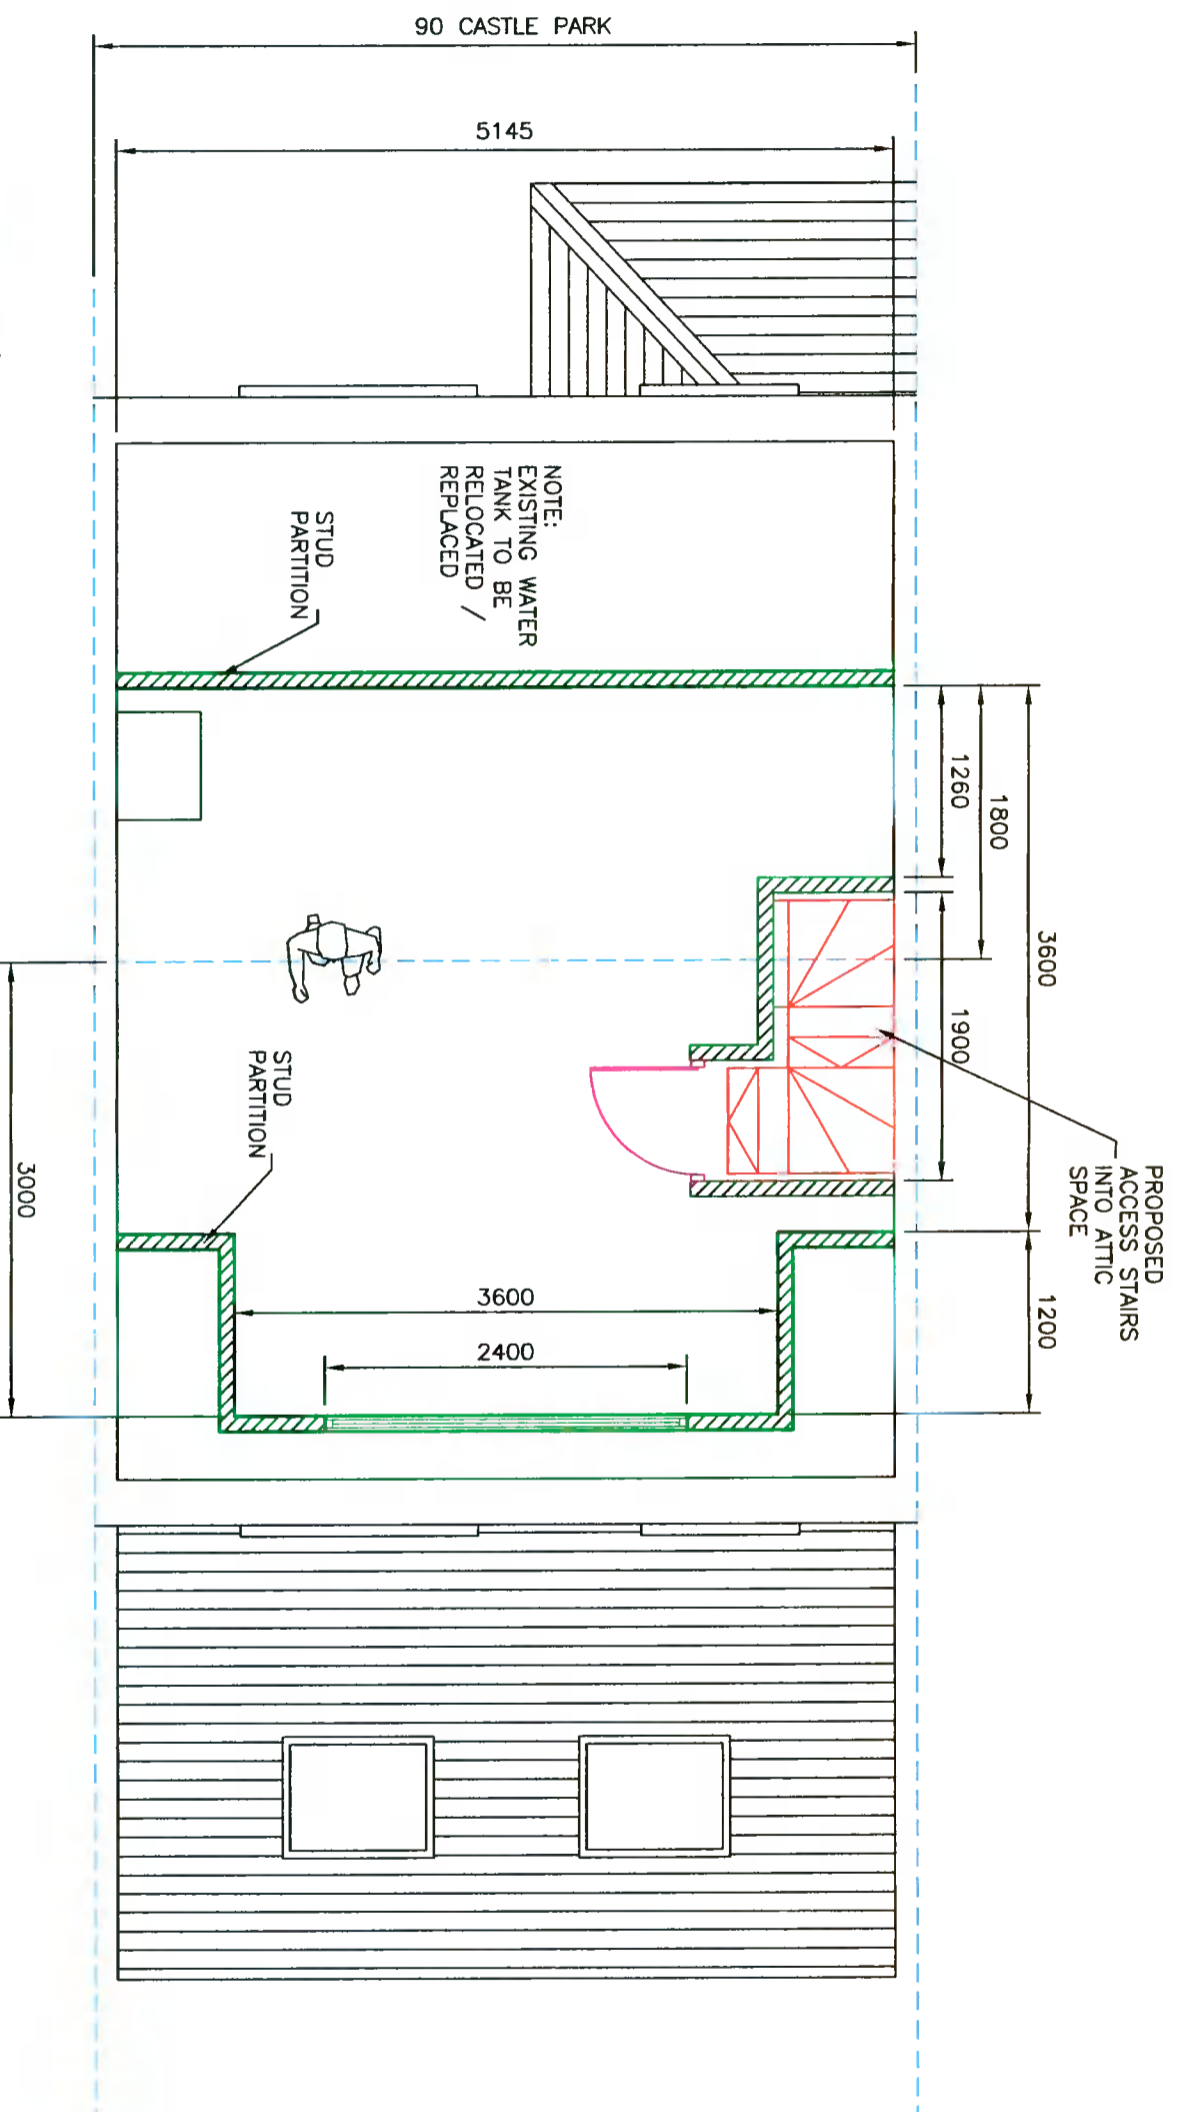 90 CASTLE PARK
5145
NOTE:
EXISTING WATER
TANK TO BE
RELOCATED /
REPLACED
STUD
PARTITION
1260
1800
3600
1900
PROPOSED
ACCESS STAIRS
INTO ATTIC
SPACE
1200
STUD
PARTITION
3000
3600
2400